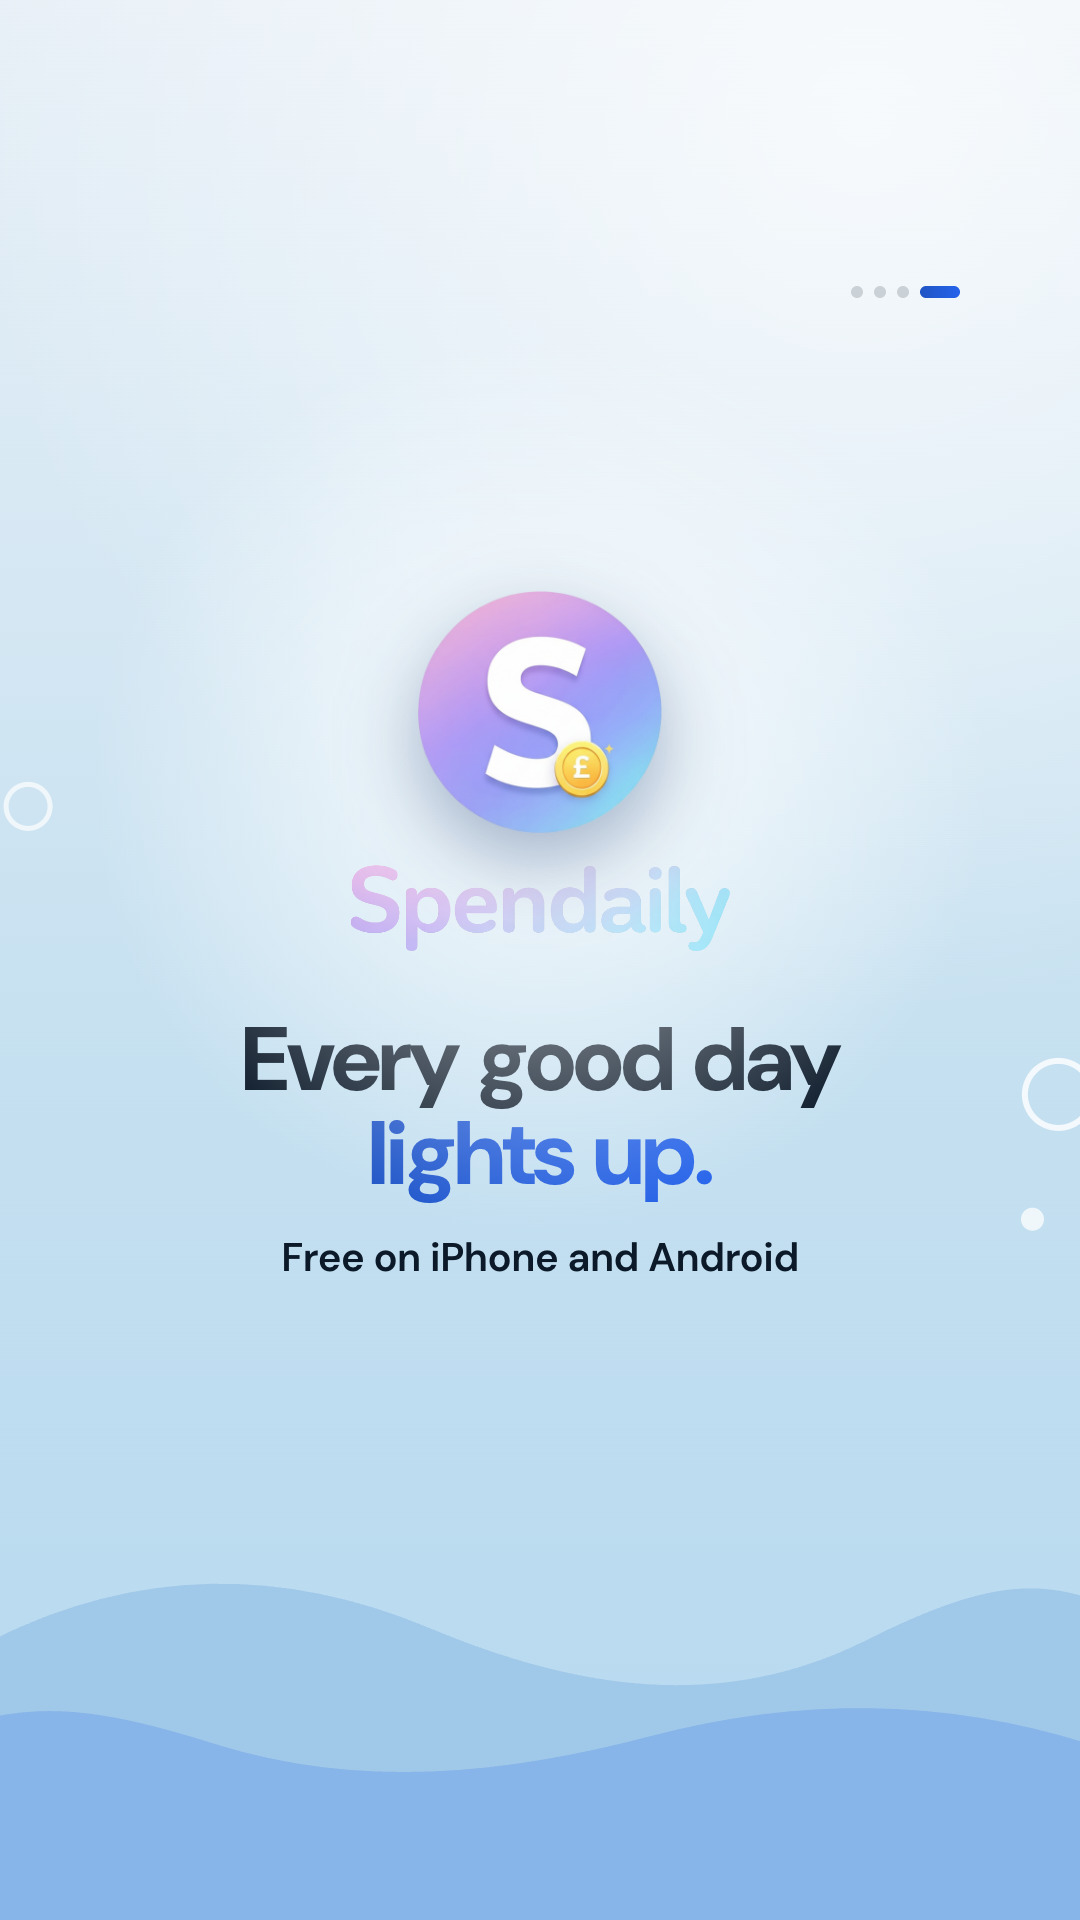 S
£
Spendaily
Every good day
lights up.
Free on iPhone and Android